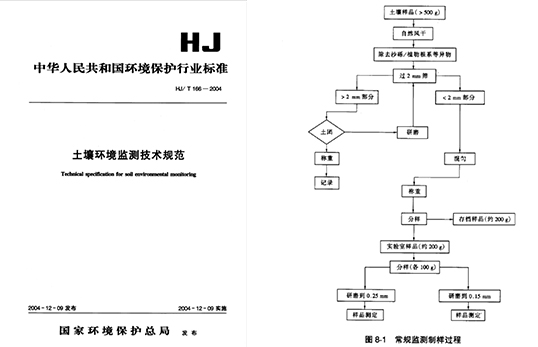 HJ
中华人民共和国环境保护行业标准
HJ/T 166—2004
土壤环境监测技术规范
Technical specification for soil environmental monitoring
2004-12-09 发布
2004-12-09 实施
国家环境保护总局 发布
土壤样品(>500 g)
自然风干
除去沙砾/植物根系等异物
过 2 mm 筛
>2 mm 部分
<2 mm 部分
土团
研磨
称重
记录
混匀
称重
分样
存档样品(约 200 g)
实验室样品(约 200 g)
分样(各 100 g)
研磨到 0.25 mm
研磨到 0.15 mm
样品测定
样品测定
图 8-1 常规监测制样过程